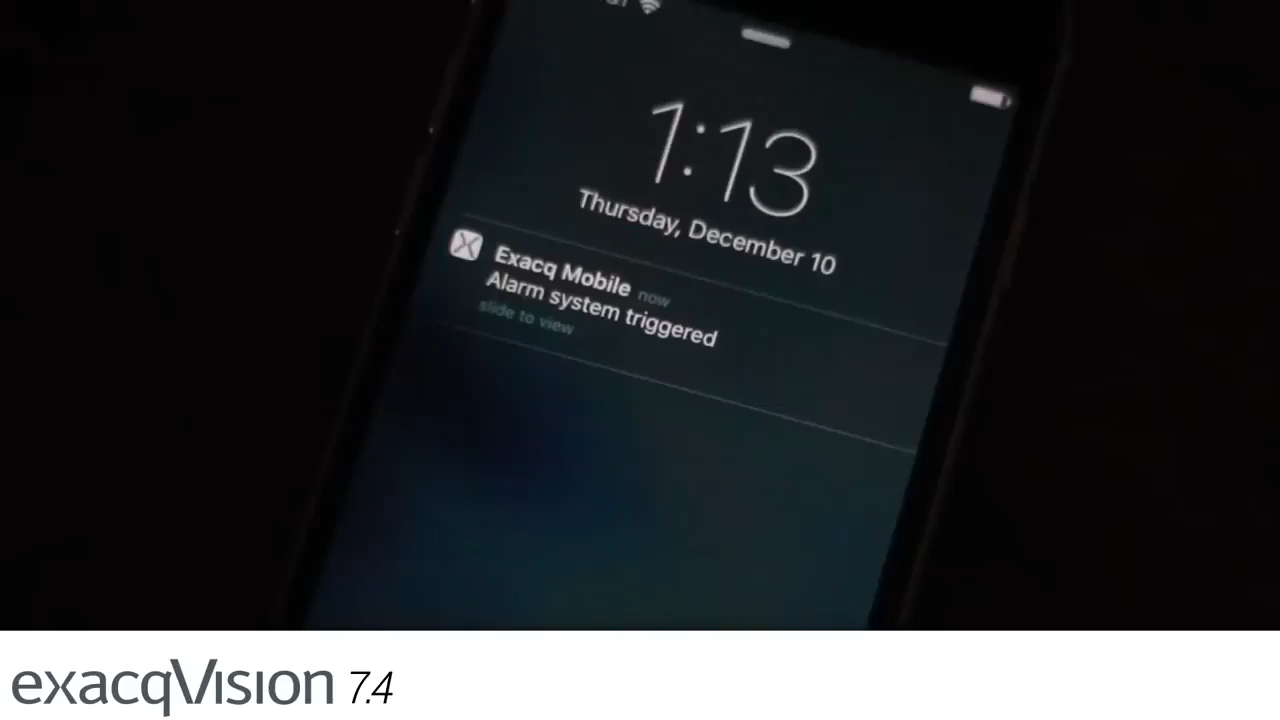 1:13
Thursday, December 10
Exacq Mobile now
Alarm system triggered
slide to view
exacqVision 7.4